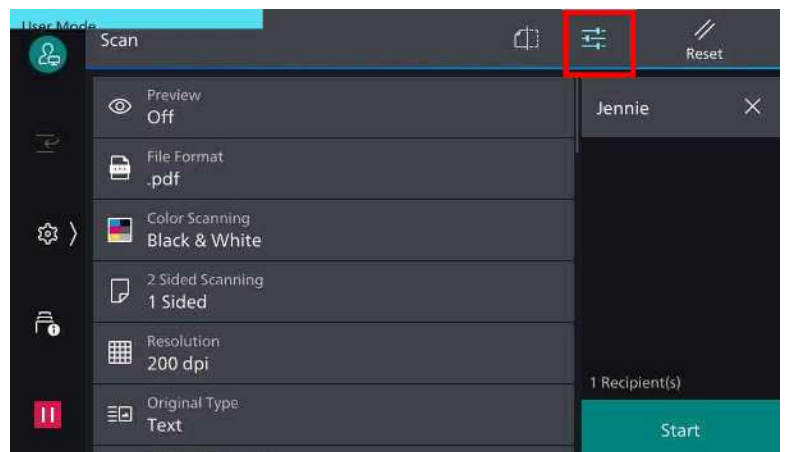 User Mode
Scan
Reset
Preview
Off
Jennie
File Format
.pdf
Color Scanning
Black & White
2 Sided Scanning
1 Sided
Resolution
200 dpi
Original Type
Text
1 Recipient(s)
Start